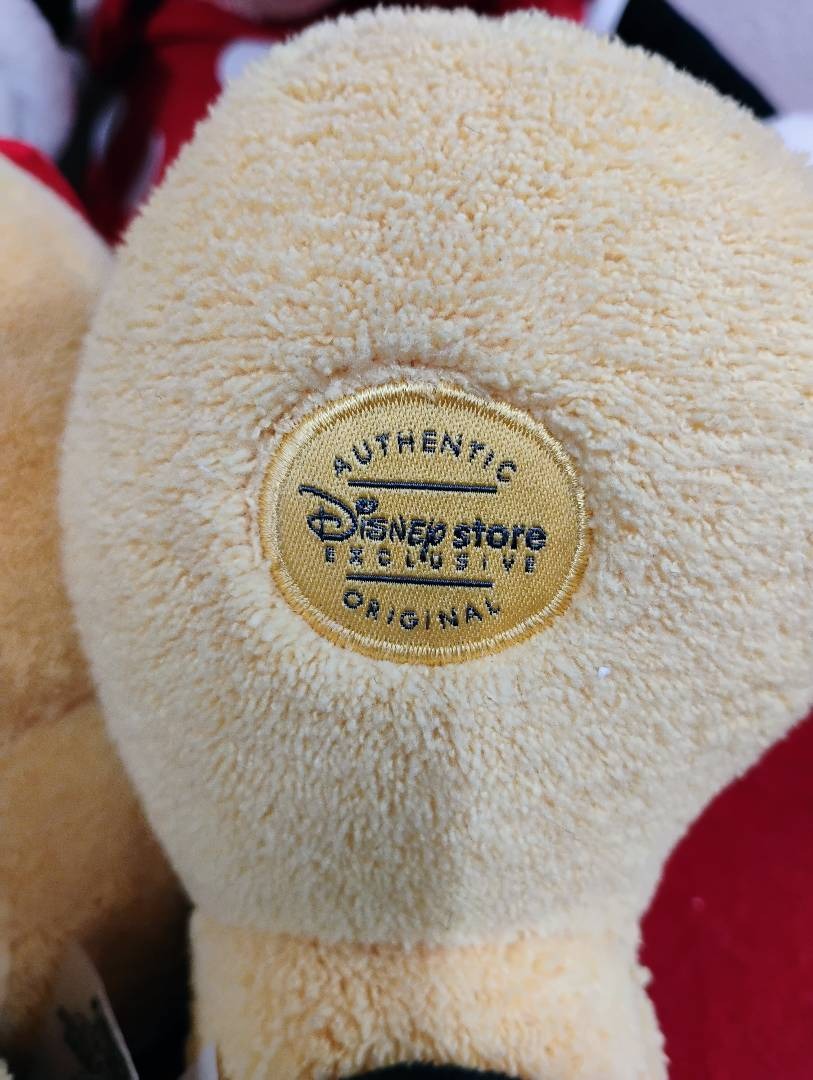 AUTHENTIC
Disney store
EXCLUSIVE
ORIGINAL